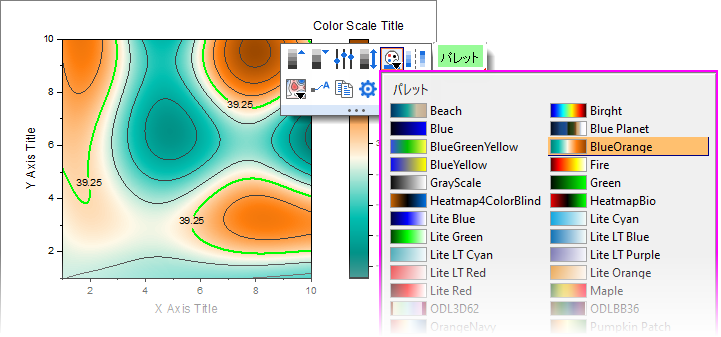 Color Scale Title
パレット
10
8
6
4
2
Y Axis Title
39.25
39.25
39.25
2
4
6
8
10
X Axis Title
A
パレット
Beach
Birght
Blue
Blue Planet
BlueGreenYellow
BlueOrange
BlueYellow
Fire
GrayScale
Green
Heatmap4ColorBlind
HeatmapBio
Lite Blue
Lite Cyan
Lite Green
Lite LT Blue
Lite LT Cyan
Lite LT Purple
Lite LT Red
Lite Orange
Lite Red
Maple
ODL3D62
ODLBB36
OrangeNavy
Pumpkin Patch